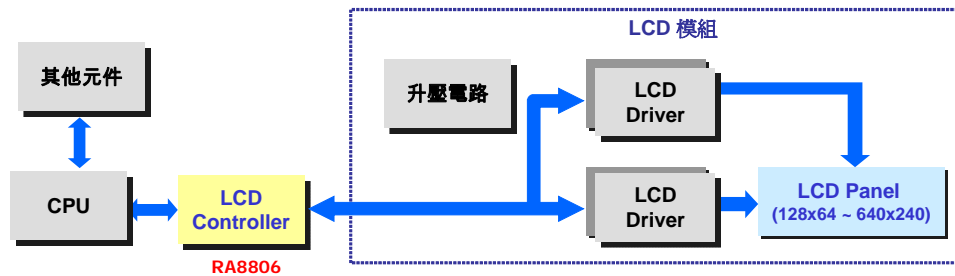 LCD 模組
其他元件
升壓電路
LCD
Driver
CPU
LCD
Controller
RA8806
LCD
Driver
LCD Panel
(128x64 ~ 640x240)